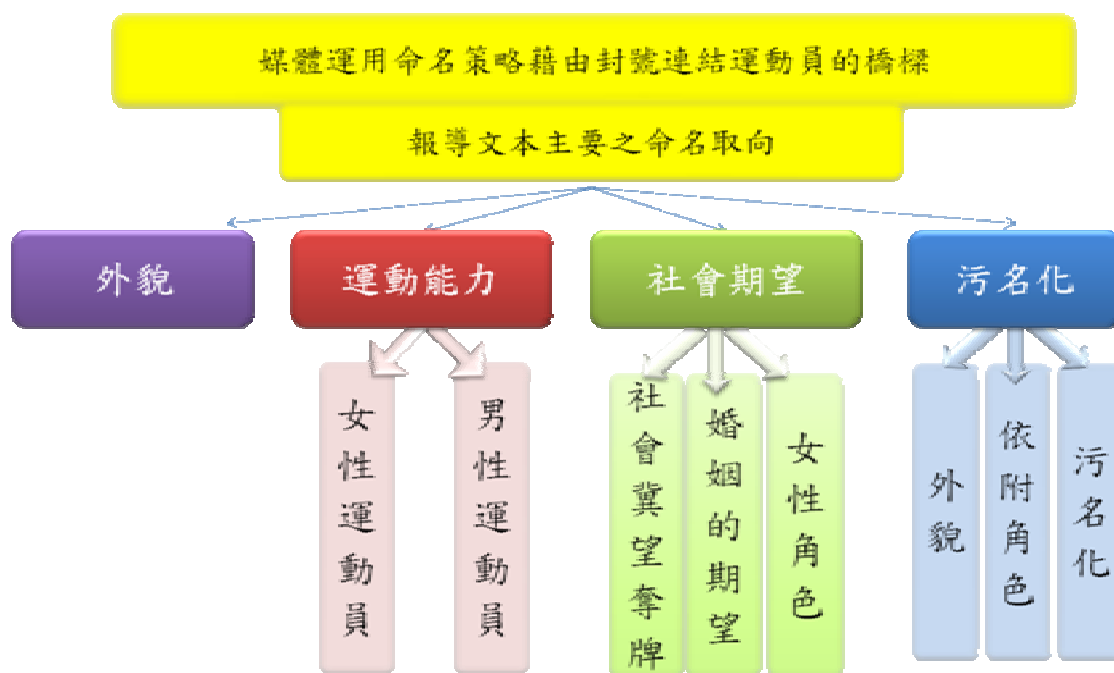 媒體運用命名策略藉由封號連結運動員的橋樑
報導文本主要之命名取向
外貌
運動能力
社會期望
污名化
女性運動員
男性運動員
社會冀望奪牌
婚姻的期望
女性角色
外貌
依附角色
污名化